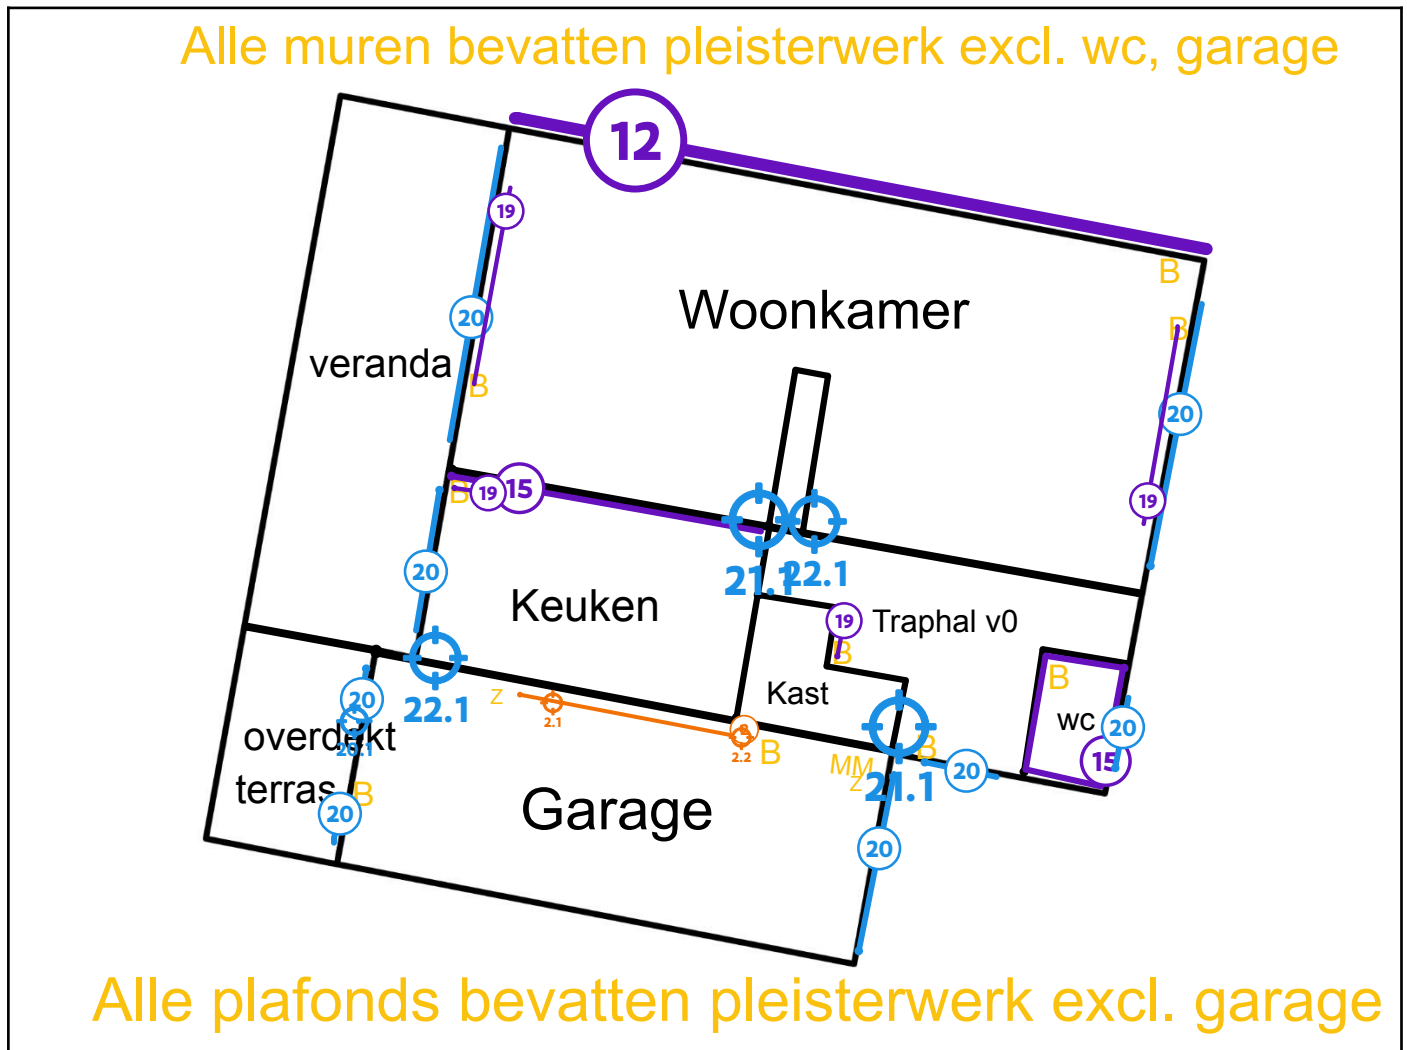 Alle muren bevatten pleisterwerk excl. wc, garage
12
B
19
B
Woonkamer
20
veranda
B
20
B
19 15
19
21.1 22.1
20
Keuken
19 Traphal v0
B
B
Kast
wc
22.1
20
z
2.1
overdekt
20.1
terras
B
20
2.2
B
B
MM
z
21.1
20
20
15
Garage
20
Alle plafonds bevatten pleisterwerk excl. garage